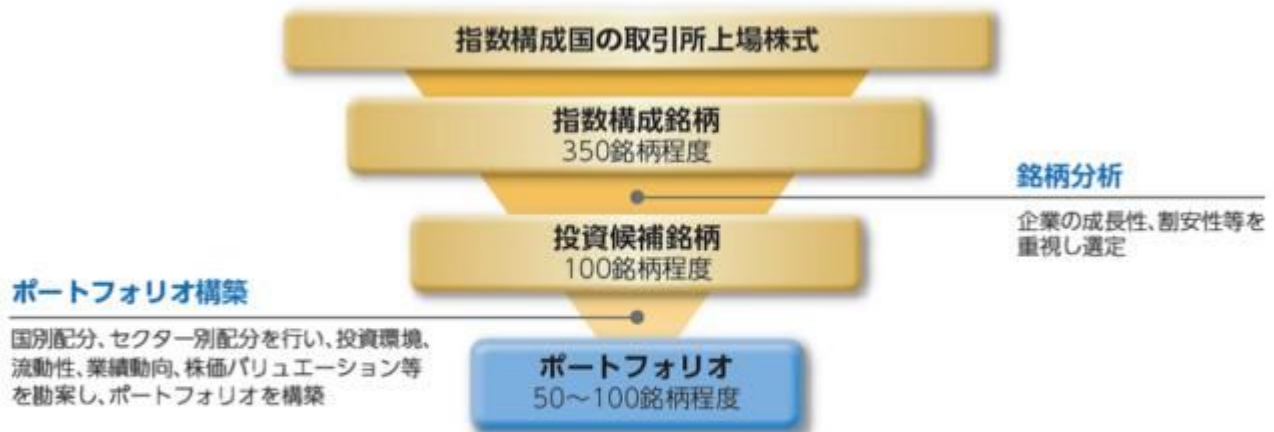 指数構成国の取引所上場株式
指数構成銘柄
350銘柄程度
銘柄分析
企業の成長性、割安性等を
重視し選定
投資候補銘柄
100銘柄程度
ポートフォリオ構築
国別配分、セクター別配分を行い、投資環境、
流動性、業績動向、株価バリュエーション等
を勘案し、ポートフォリオを構築
ポートフォリオ
50～100銘柄程度